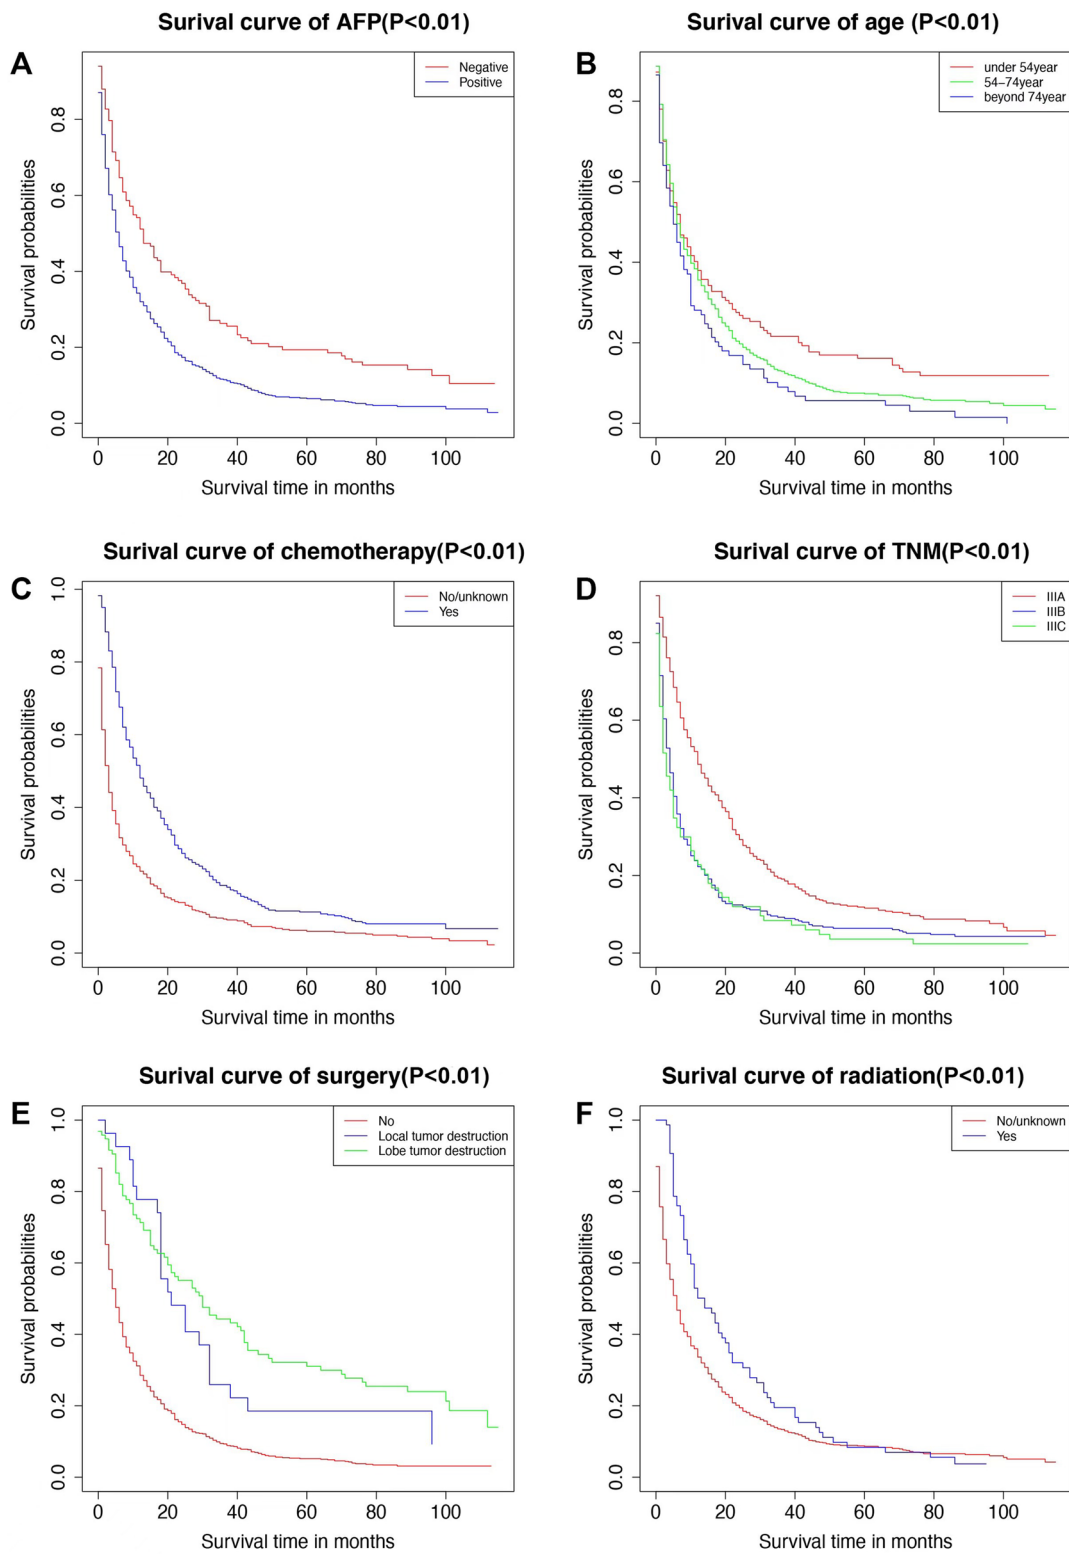 Surival curve of AFP(P<0.01)
A
Negative
Positive
Survival probabilities
0.0 0.2 0.4 0.6 0.8
0 20 40 60 80 100
Survival time in months
Surival curve of age (P<0.01)
B
under 54year
54–74year
beyond 74year
Survival probabilities
0.0 0.2 0.4 0.6 0.8
0 20 40 60 80 100
Survival time in months
Surival curve of chemotherapy(P<0.01)
C
No/unknown
Yes
Survival probabilities
0.0 0.2 0.4 0.6 0.8 1.0
0 20 40 60 80 100
Survival time in months
Surival curve of TNM(P<0.01)
D
IIIA
IIIB
IIIC
Survival probabilities
0.0 0.2 0.4 0.6 0.8
0 20 40 60 80 100
Survival time in months
Surival curve of surgery(P<0.01)
E
No
Local tumor destruction
Lobe tumor destruction
Survival probabilities
0.0 0.2 0.4 0.6 0.8 1.0
0 20 40 60 80 100
Survival time in months
Surival curve of radiation(P<0.01)
F
No/unknown
Yes
Survival probabilities
0.0 0.2 0.4 0.6 0.8 1.0
0 20 40 60 80 100
Survival time in months